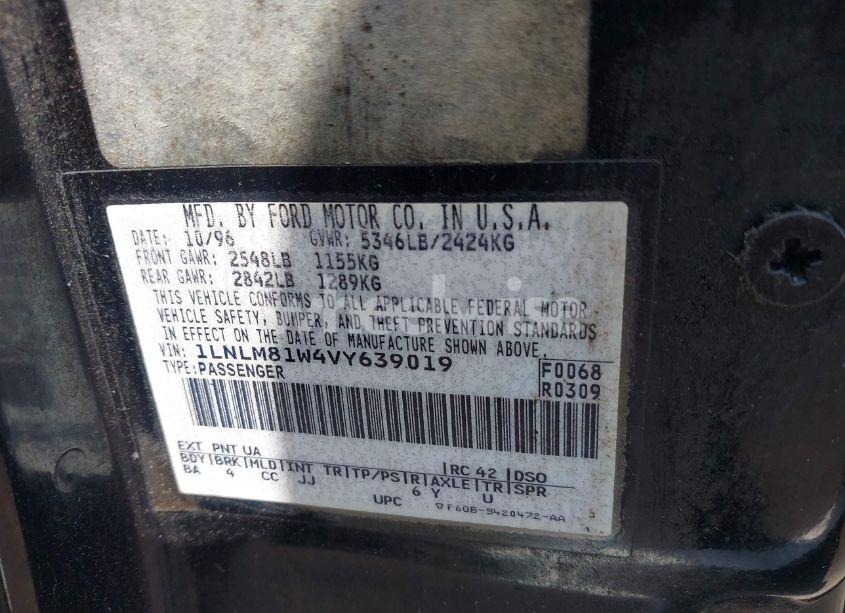 MFD. BY FORD MOTOR CO. IN U.S.A.
DATE: 10/96 GVWR: 5346LB/2424KG
FRONT GAWR: 2548LB 1155KG
REAR GAWR: 2842LB 1289KG
THIS VEHICLE CONFORMS TO ALL APPLICABLE FEDERAL MOTOR
VEHICLE SAFETY, BUMPER, AND THEFT PREVENTION STANDARDS
IN EFFECT ON THE DATE OF MANUFACTURE SHOWN ABOVE.
VIN: 1LNLM81W4VY639019
TYPE: PASSENGER
F0068
R0309
EXT PNT UA
RC 42 DSO
BDY BRK MLD INT TR TP/PS R AXLE TR SPR
BA 4 CC JJ 6 Y U
UPC F60B-5420472-AA